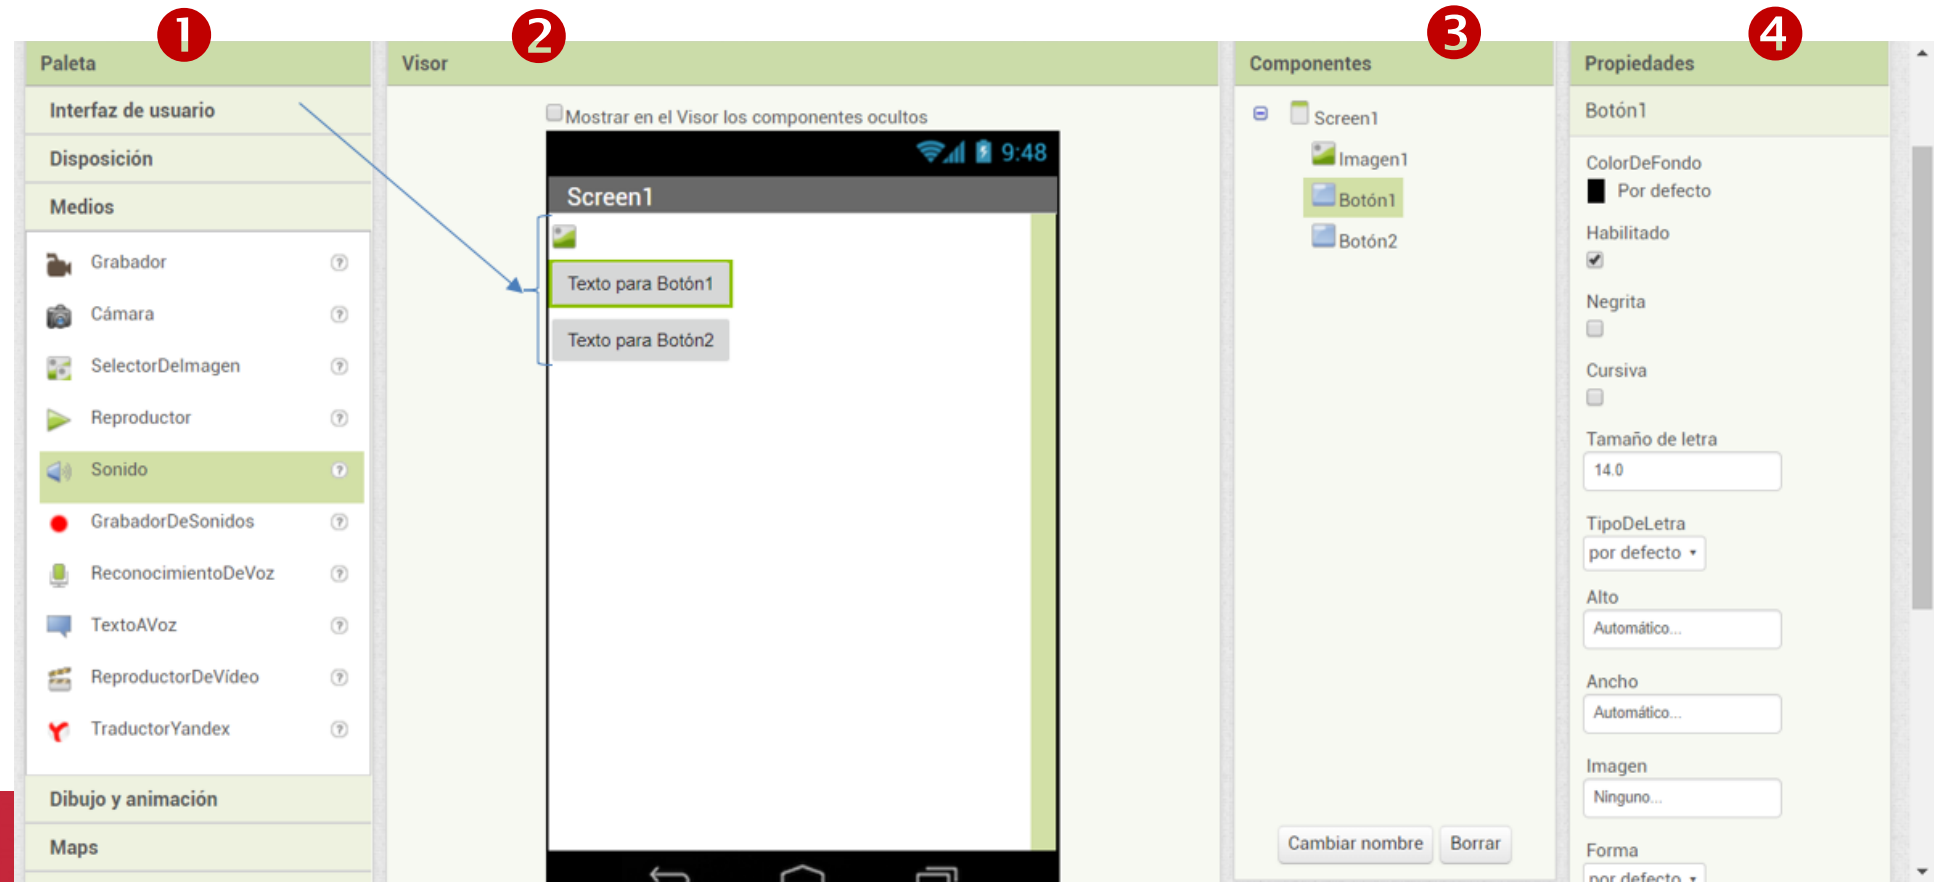 1
2
3
4
Paleta
Interfaz de usuario
Disposición
Medios
Grabador ?
Cámara ?
SelectorDeImagen ?
Reproductor ?
Sonido ?
GrabadorDeSonidos ?
ReconocimientoDeVoz ?
TextoAVoz ?
ReproductorDeVídeo ?
TraductorYandex ?
Dibujo y animación
Maps
Visor
Mostrar en el Visor los componentes ocultos
9:48
Screen1
Texto para Botón1
Texto para Botón2
Componentes
Screen1
Imagen1
Botón1
Botón2
Cambiar nombre Borrar
Propiedades
Botón1
ColorDeFondo
Por defecto
Habilitado
Negrita
Cursiva
Tamaño de letra
14.0
TipoDeLetra
por defecto
Alto
Automático...
Ancho
Automático...
Imagen
Ninguno...
Forma
por defecto